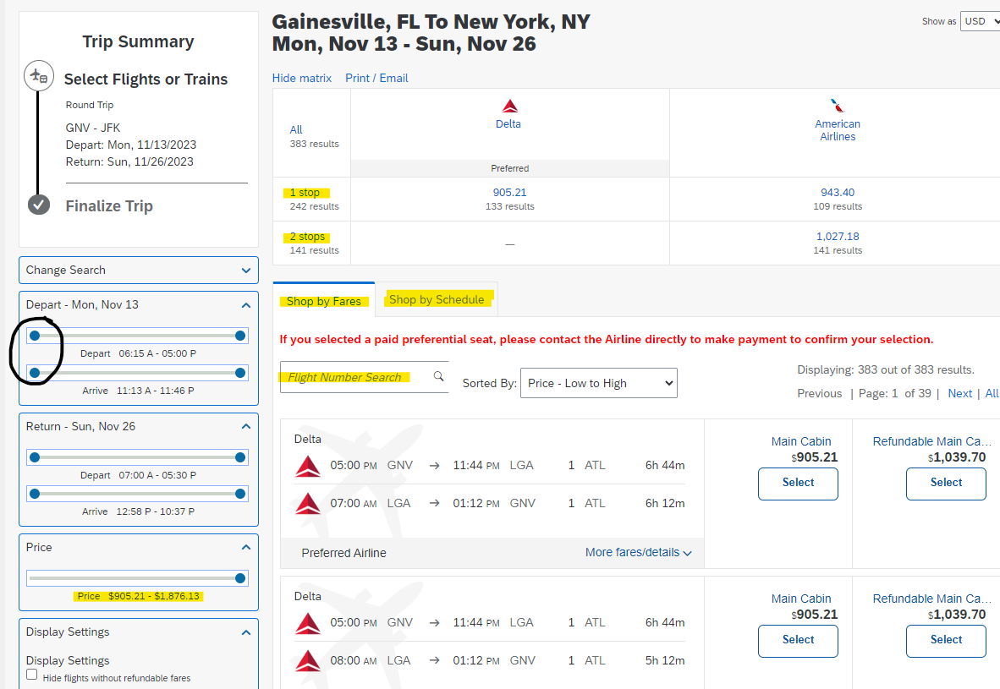 Trip Summary
Select Flights or Trains
Round Trip
GNV - JFK
Depart: Mon, 11/13/2023
Return: Sun, 11/26/2023
Finalize Trip
Change Search
Depart - Mon, Nov 13
Depart 06:15 A - 05:00 P
Arrive 11:13 A - 11:46 P
Return - Sun, Nov 26
Depart 07:00 A - 05:30 P
Arrive 12:58 P - 10:37 P
Price
Price $905.21 - $1,876.13
Display Settings
Display Settings
Hide flights without refundable fares
Gainesville, FL To New York, NY
Mon, Nov 13 - Sun, Nov 26
Show as USD
Hide matrix Print / Email
All
383 results
Delta
Preferred
American
Airlines
1 stop
242 results
905.21
133 results
943.40
109 results
2 stops
141 results
—
1,027.18
141 results
Shop by Fares Shop by Schedule
If you selected a paid preferential seat, please contact the Airline directly to make payment to confirm your selection.
Flight Number Search
Sorted By: Price - Low to High
Displaying: 383 out of 383 results.
Previous | Page: 1 of 39 | Next | All
Delta
05:00 PM GNV → 11:44 PM LGA 1 ATL 6h 44m
07:00 AM LGA → 01:12 PM GNV 1 ATL 6h 12m
Preferred Airline More fares/details
Main Cabin
$905.21
Select
Refundable Main Ca...
$1,039.70
Select
Delta
05:00 PM GNV → 11:44 PM LGA 1 ATL 6h 44m
08:00 AM LGA → 01:12 PM GNV 1 ATL 5h 12m
Main Cabin
$905.21
Select
Refundable Main Ca...
$1,039.70
Select